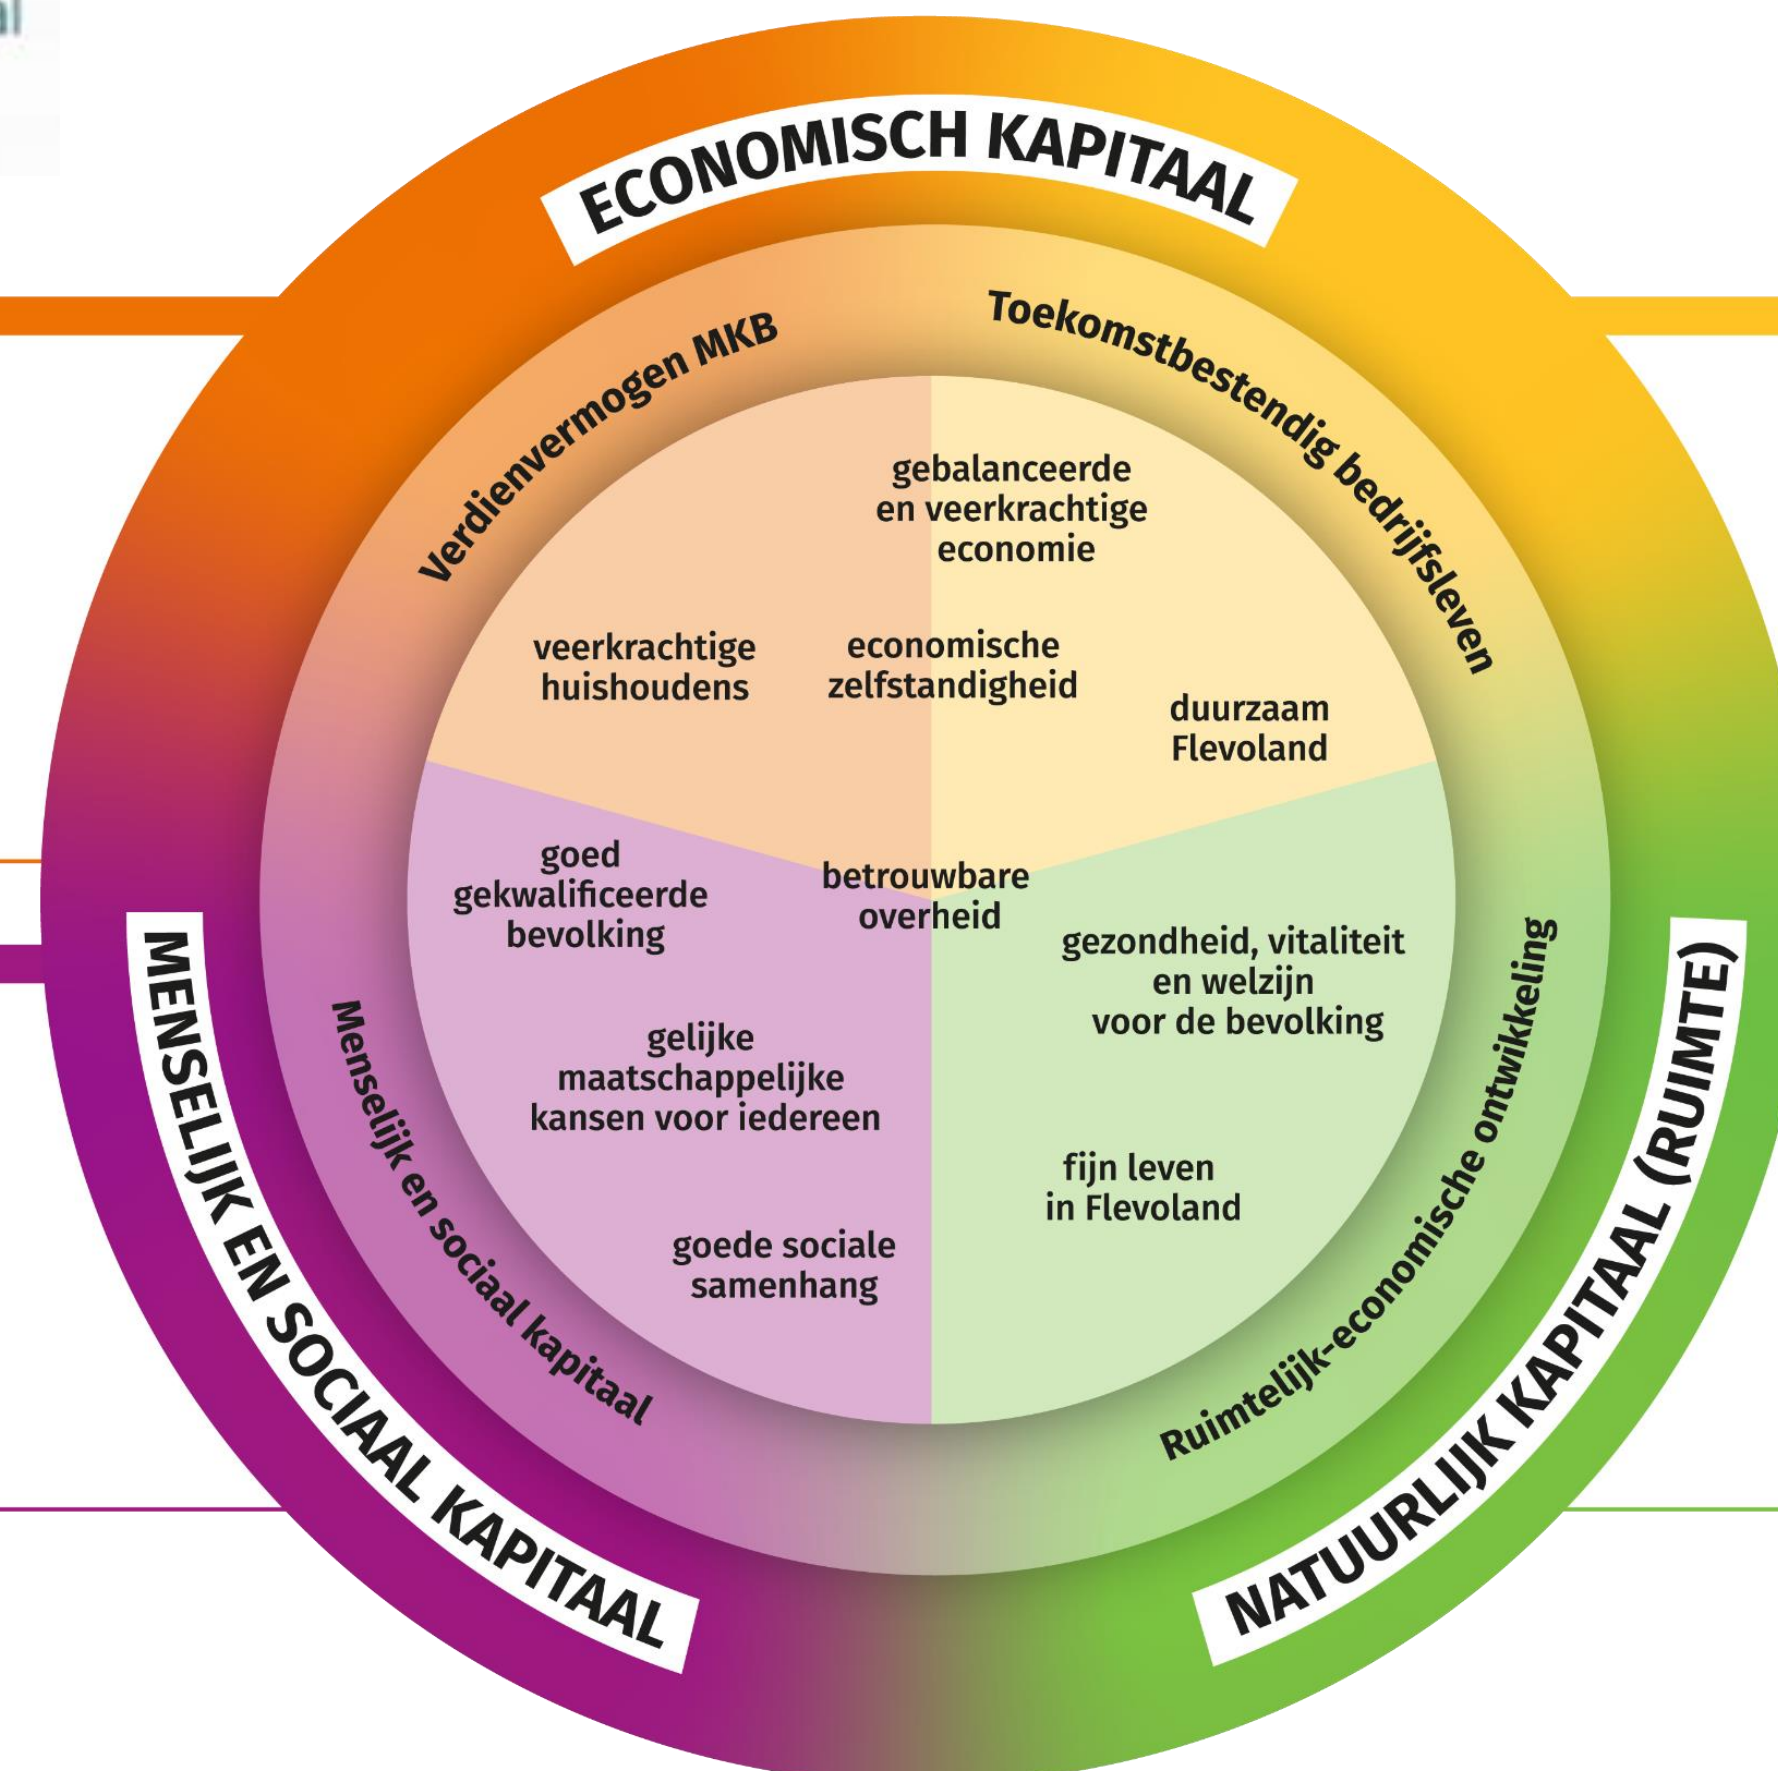 ECONOMISCH KAPITAAL
Verdienvermogen MKB
Toekomstbestendig bedrijfsleven
gebalanceerde
en veerkrachtige
economie
veerkrachtige
huishoudens
economische
zelfstandigheid
duurzaam
Flevoland
goed
gekwalificeerde
bevolking
betrouwbare
overheid
gezondheid, vitaliteit
en welzijn
voor de bevolking
gelijke
maatschappelijke
kansen voor iedereen
fijn leven
in Flevoland
goede sociale
samenhang
Menselijk en sociaal kapitaal
Ruimtelijk-economische ontwikkeling
MENSELIJK EN SOCIAAL KAPITAAL
NATUURLIJK KAPITAAL (RUIMTE)